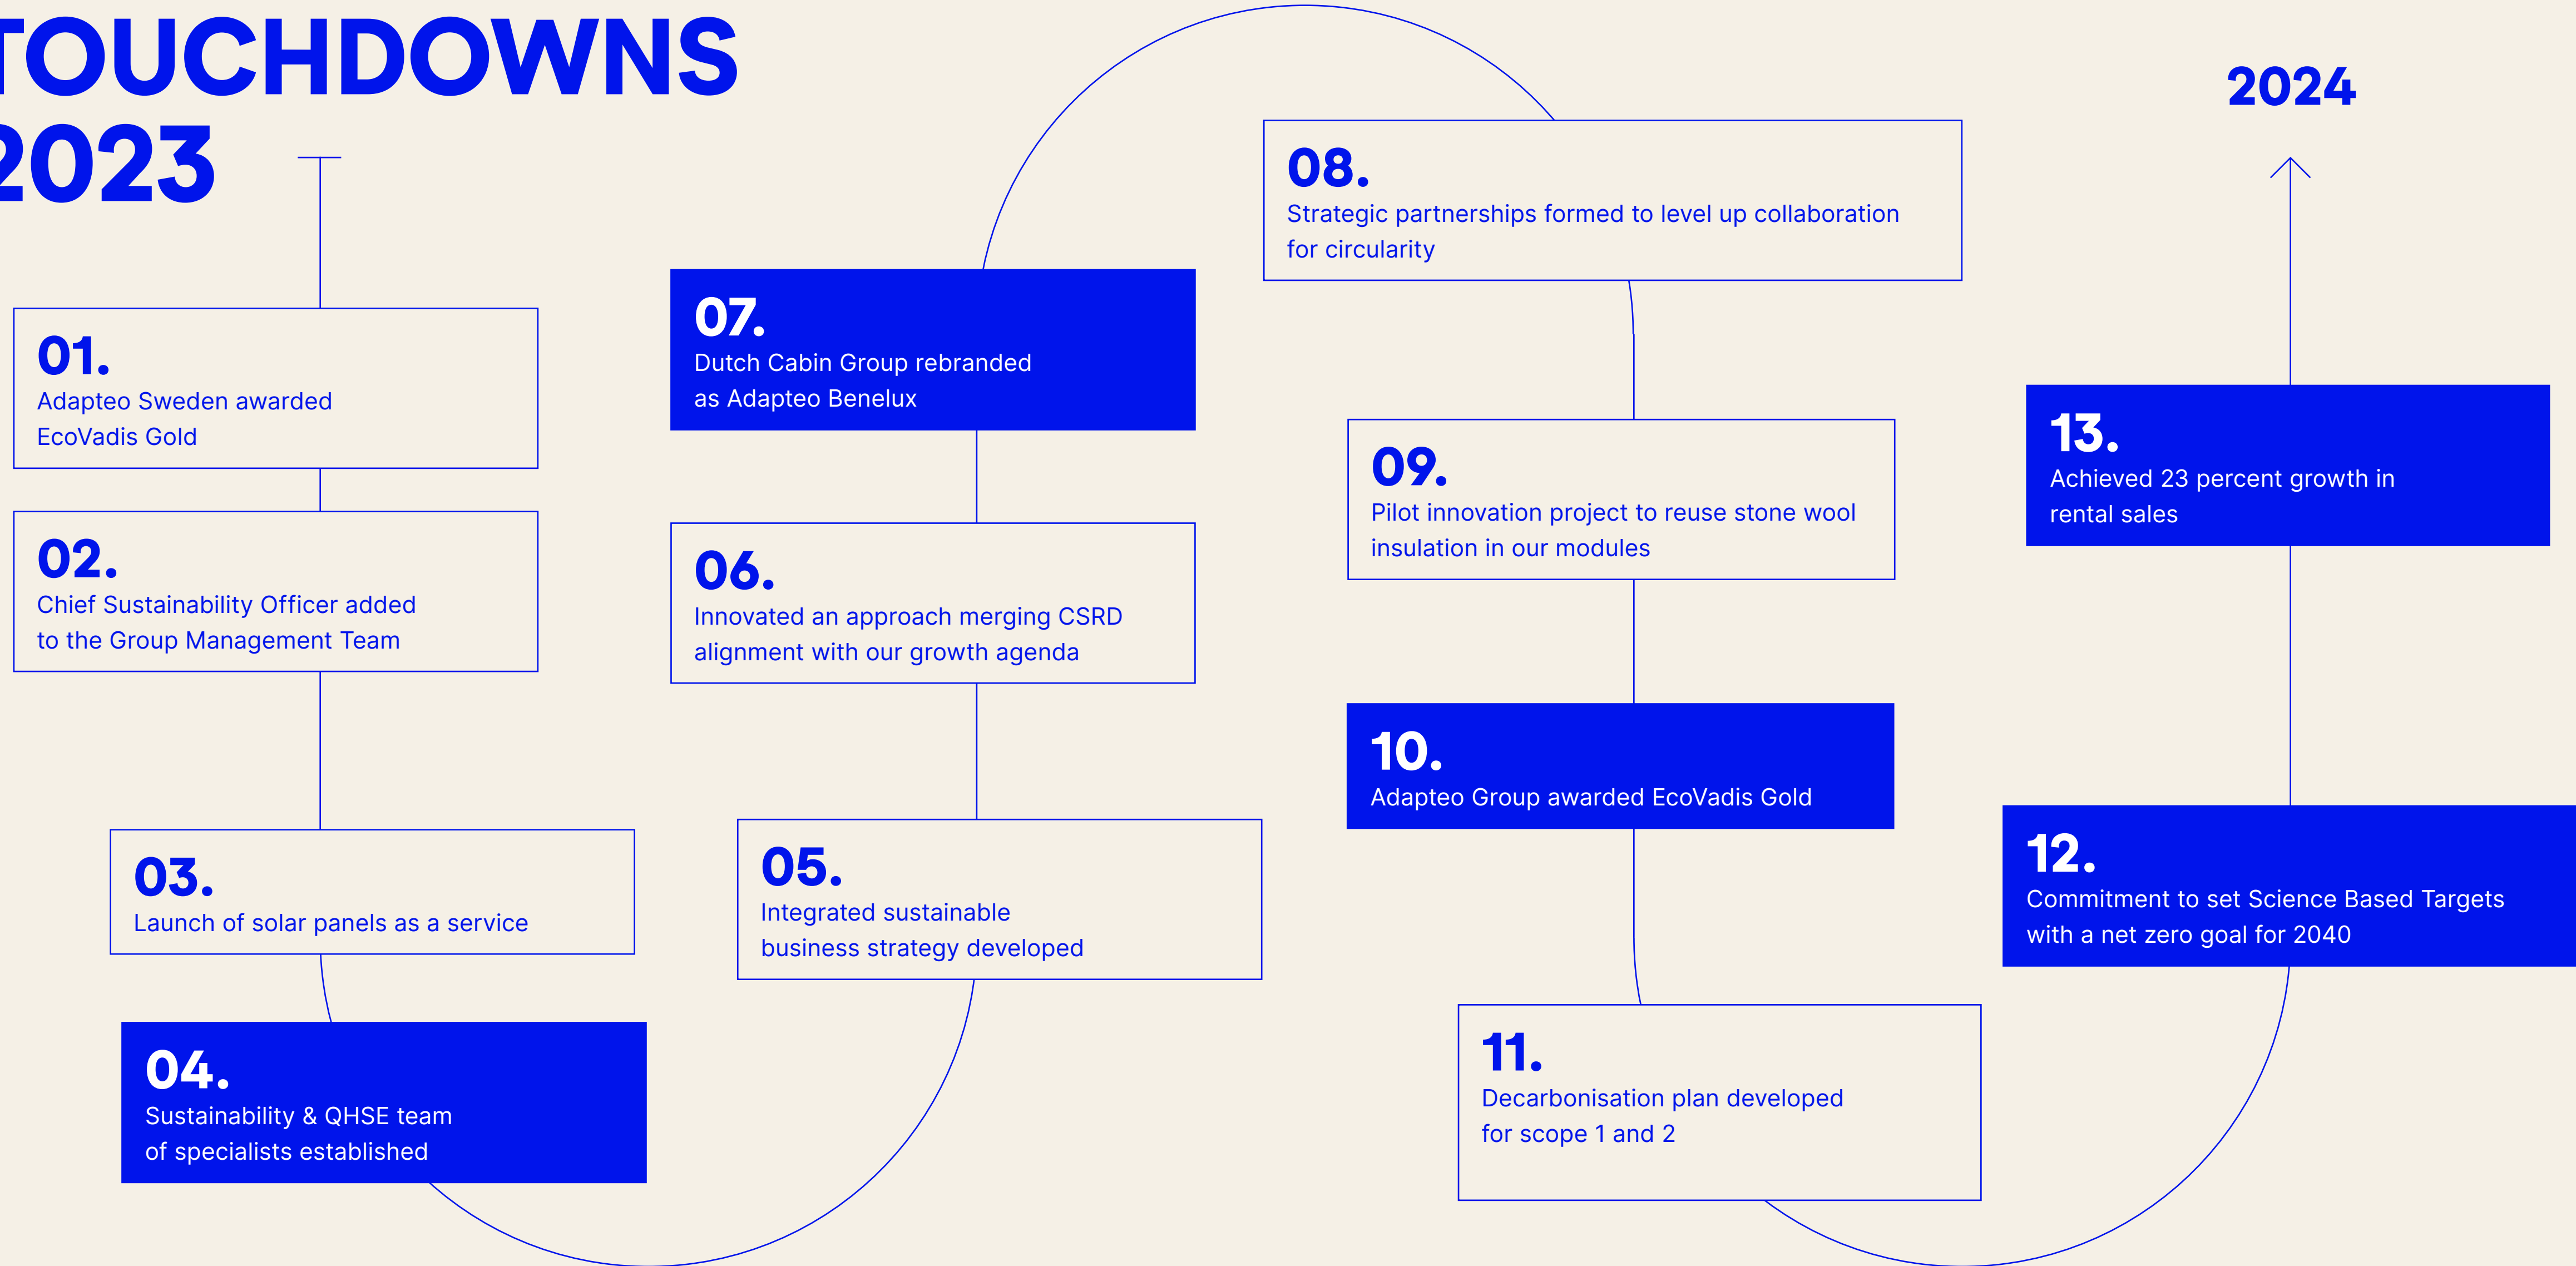 TOUCHDOWNS
2023
01.
Adapteo Sweden awarded
EcoVadis Gold
02.
Chief Sustainability Officer added
to the Group Management Team
03.
Launch of solar panels as a service
04.
Sustainability & QHSE team
of specialists established
05.
Integrated sustainable
business strategy developed
06.
Innovated an approach merging CSRD
alignment with our growth agenda
07.
Dutch Cabin Group rebranded
as Adapteo Benelux
08.
Strategic partnerships formed to level up collaboration
for circularity
09.
Pilot innovation project to reuse stone wool
insulation in our modules
10.
Adapteo Group awarded EcoVadis Gold
11.
Decarbonisation plan developed
for scope 1 and 2
12.
Commitment to set Science Based Targets
with a net zero goal for 2040
13.
Achieved 23 percent growth in
rental sales
2024